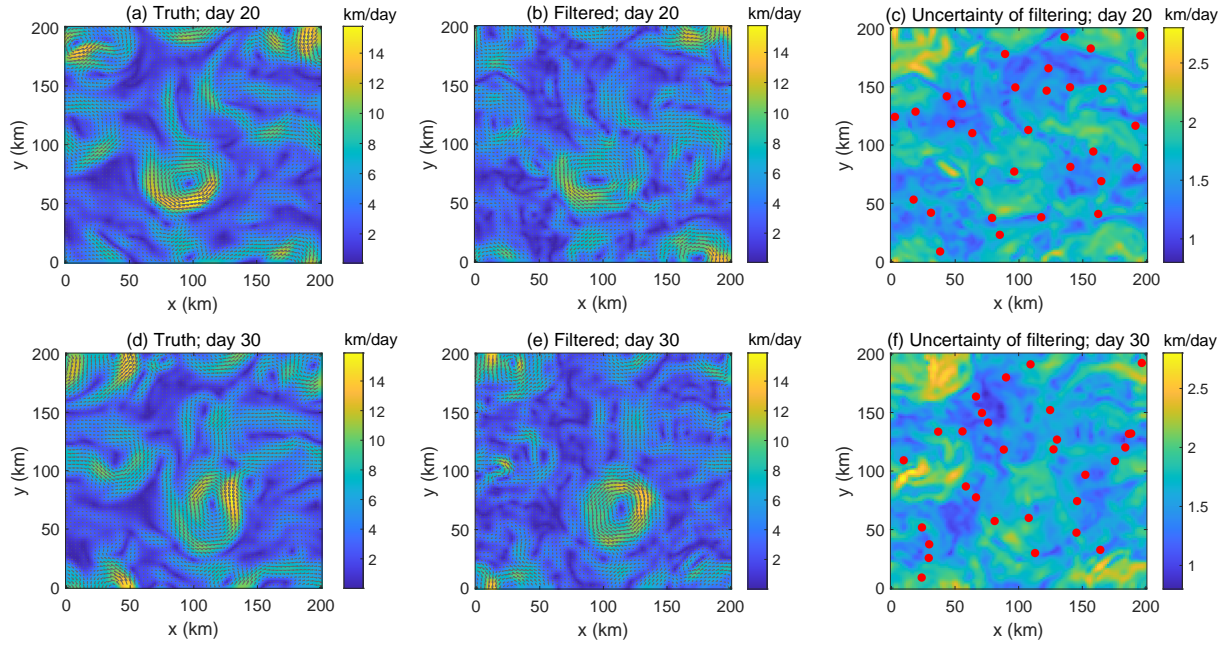 (a) Truth; day 20
km/day
(b) Filtered; day 20
km/day
(c) Uncertainty of filtering; day 20
km/day
200
150
100
50
0
y (km)
0 50 100 150 200
x (km)
14
12
10
8
6
4
2
200
150
100
50
0
y (km)
0 50 100 150 200
x (km)
14
12
10
8
6
4
2
200
150
100
50
0
y (km)
0 50 100 150 200
x (km)
2.5
2
1.5
1
(d) Truth; day 30
km/day
(e) Filtered; day 30
km/day
(f) Uncertainty of filtering; day 30
km/day
200
150
100
50
0
y (km)
0 50 100 150 200
x (km)
14
12
10
8
6
4
2
200
150
100
50
0
y (km)
0 50 100 150 200
x (km)
14
12
10
8
6
4
2
200
150
100
50
0
y (km)
0 50 100 150 200
x (km)
2.5
2
1.5
1